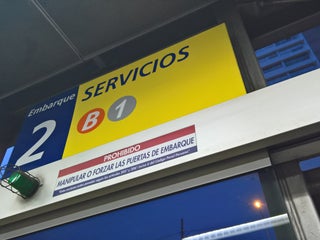 Embarque
2
SERVICIOS
B 1
PROHIBIDO
MANIPULAR O FORZAR LAS PUERTAS DE EMBARQUE